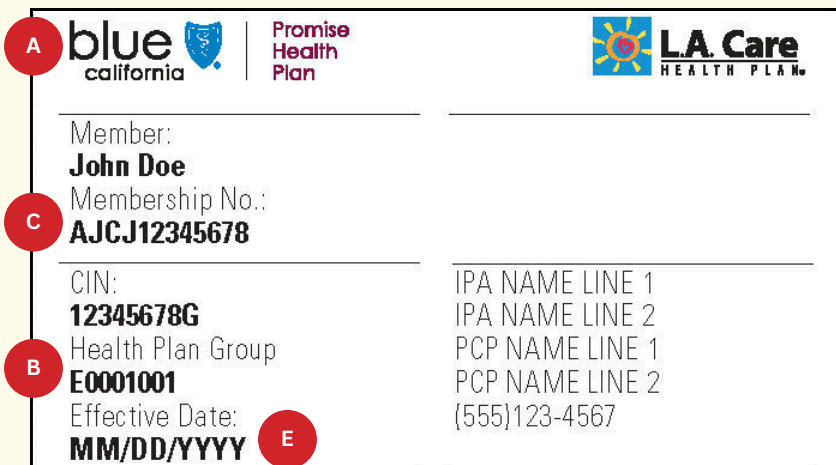 A
blue
california
Promise
Health
Plan
L.A. Care
HEALTH PLAN®
Member:
John Doe
Membership No.:
C
AJCJ12345678
CIN:
12345678G
Health Plan Group
B
E0001001
Effective Date:
MM/DD/YYYY
E
IPA NAME LINE 1
IPA NAME LINE 2
PCP NAME LINE 1
PCP NAME LINE 2
(555)123-4567